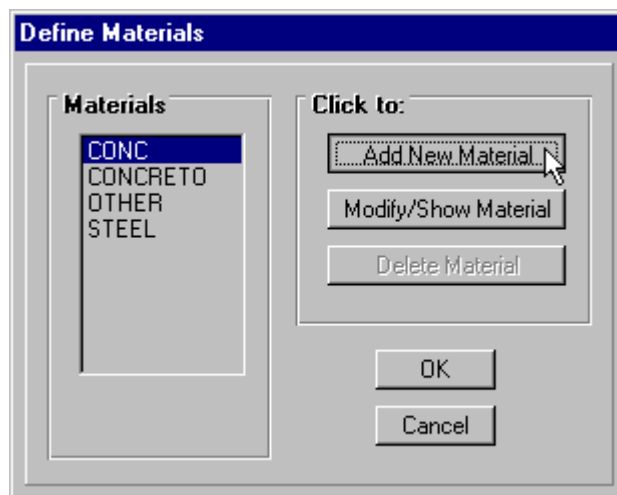 Define Materials
Materials
CONC
CONCRETO
OTHER
STEEL
Click to:
Add New Material
Modify/Show Material
Delete Material
OK
Cancel